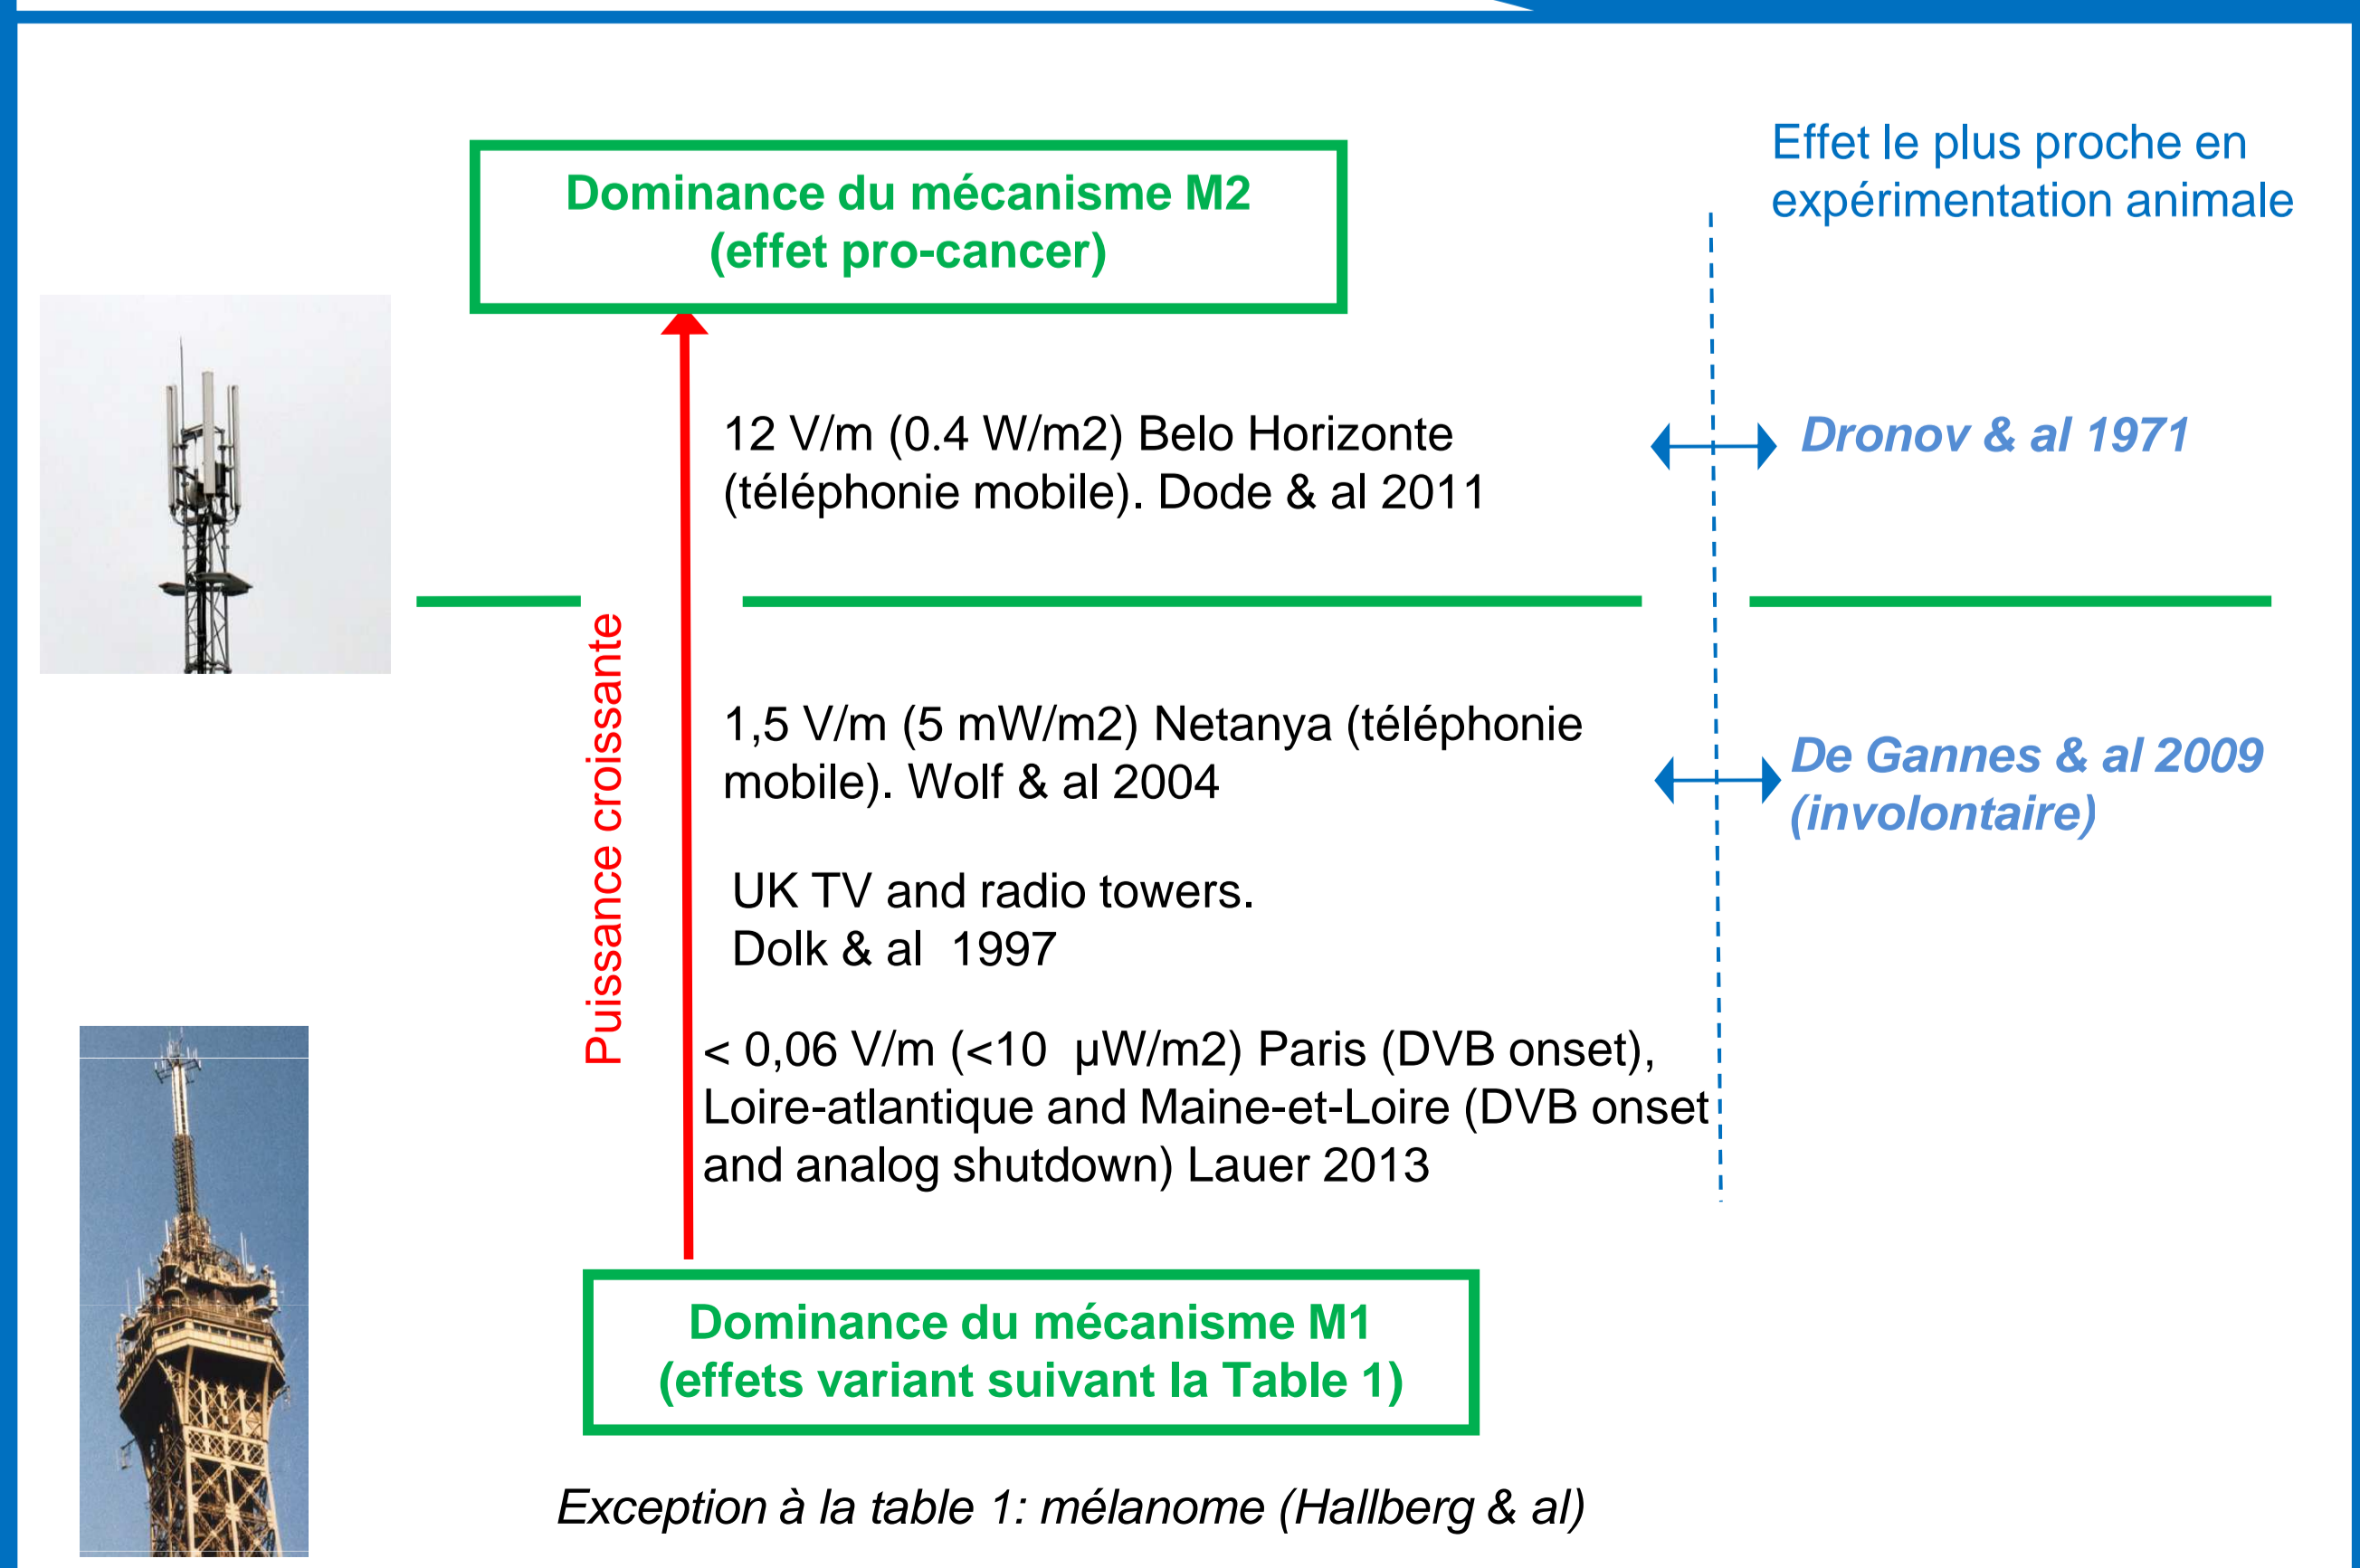 Effet le plus proche en
expérimentation animale
Dominance du mécanisme M2
(effet pro-cancer)
12 V/m (0.4 W/m2) Belo Horizonte
(téléphonie mobile). Dode & al 2011
Dronov & al 1971
Puissance croissante
1,5 V/m (5 mW/m2) Netanya (téléphonie
mobile). Wolf & al 2004
De Gannes & al 2009
(involontaire)
UK TV and radio towers.
Dolk & al  1997
< 0,06 V/m (<10  µW/m2) Paris (DVB onset),
Loire-atlantique and Maine-et-Loire (DVB onset
and analog shutdown) Lauer 2013
Dominance du mécanisme M1
(effets variant suivant la Table 1)
Exception à la table 1: mélanome (Hallberg & al)